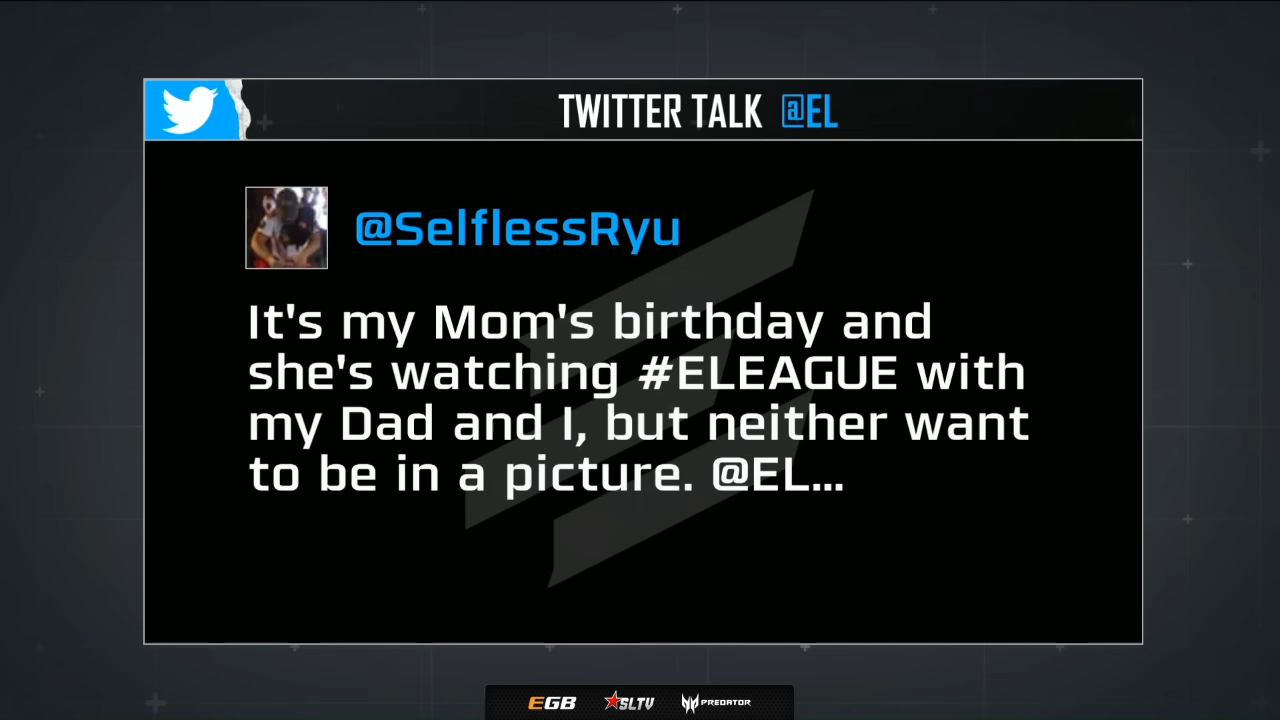 TWITTER TALK @EL
@SelflessRyu
It's my Mom's birthday and
she's watching #ELEAGUE with
my Dad and I, but neither want
to be in a picture. @EL...
EGB SLTV PREDATOR